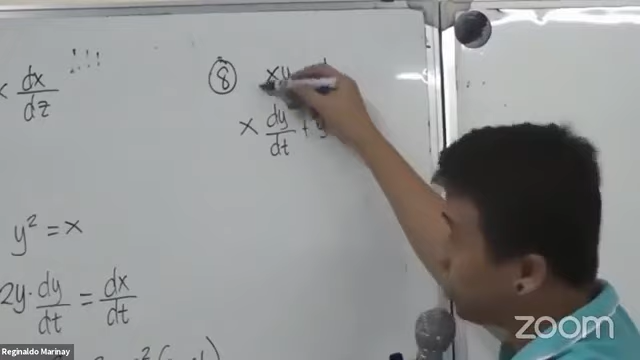 x dx/dz !!!
⑧ xy
x dy/dt + y
y² = x
2y · dy/dt = dx/dt
Reginaldo Marinay
zoom